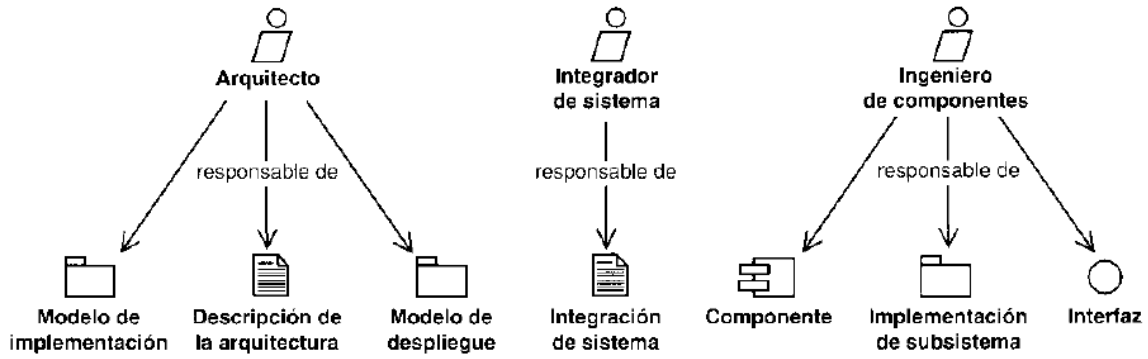 Arquitecto
Integrador
de sistema
Ingeniero
de componentes
responsable de
responsable de
responsable de
Modelo de
implementación
Descripción de
la arquitectura
Modelo de
despliegue
Integración
de sistema
Componente
Implementación
de subsistema
Interfaz